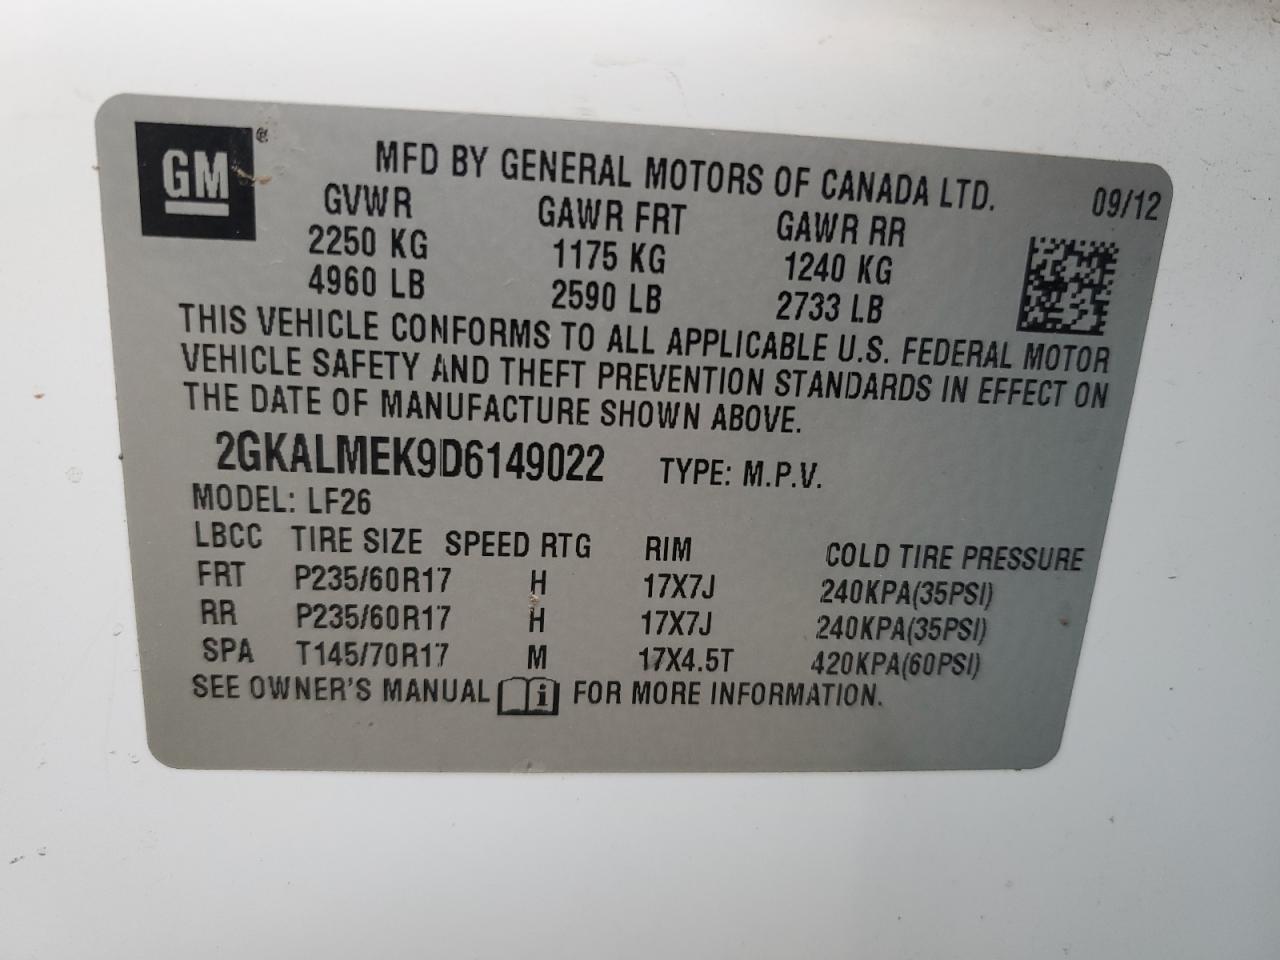 GM ®
MFD BY GENERAL MOTORS OF CANADA LTD.
09/12
GVWR GAWR FRT GAWR RR
2250 KG 1175 KG 1240 KG
4960 LB 2590 LB 2733 LB
THIS VEHICLE CONFORMS TO ALL APPLICABLE U.S. FEDERAL MOTOR
VEHICLE SAFETY AND THEFT PREVENTION STANDARDS IN EFFECT ON
THE DATE OF MANUFACTURE SHOWN ABOVE.
2GKALMEK9D6149022 TYPE: M.P.V.
MODEL: LF26
LBCC TIRE SIZE SPEED RTG RIM COLD TIRE PRESSURE
FRT P235/60R17 H 17X7J 240KPA(35PSI)
RR P235/60R17 H 17X7J 240KPA(35PSI)
SPA T145/70R17 M 17X4.5T 420KPA(60PSI)
SEE OWNER'S MANUAL i FOR MORE INFORMATION.